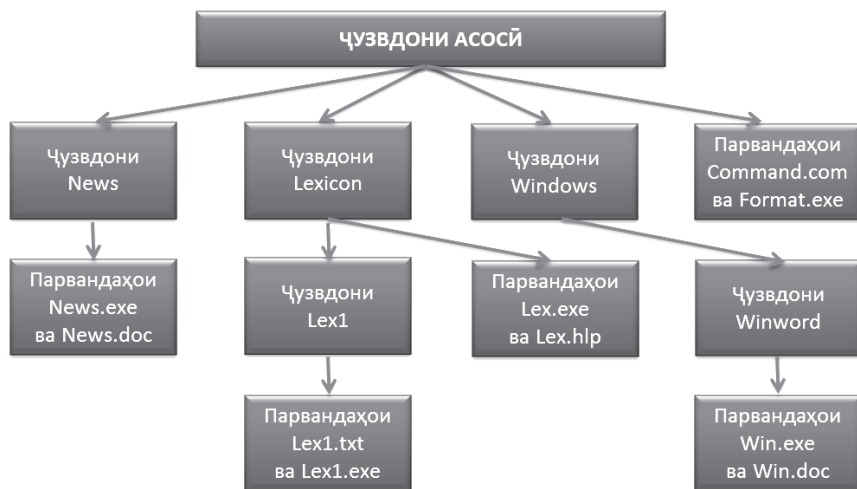 ҶУЗВДОНИ АСОСӢ
Ҷузвдони
News
Ҷузвдони
Lexicon
Ҷузвдони
Windows
Парвандаҳои
Command.com
ва Format.exe
Парвандаҳои
News.exe
ва News.doc
Ҷузвдони
Lex1
Парвандаҳои
Lex.exe
ва Lex.hlp
Ҷузвдони
Winword
Парвандаҳои
Lex1.txt
ва Lex1.exe
Парвандаҳои
Win.exe
ва Win.doc